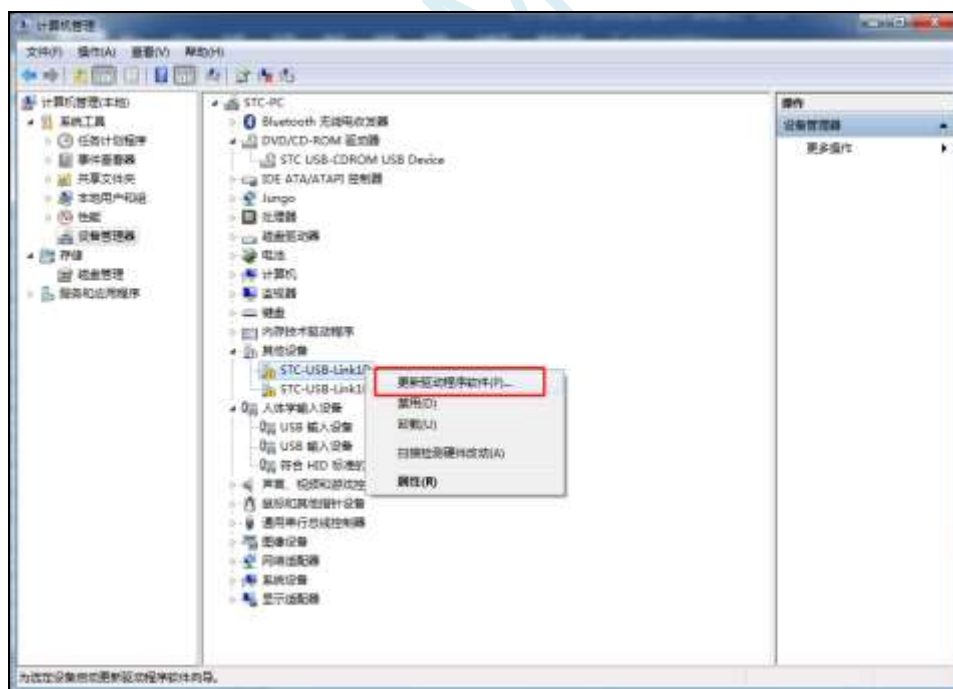 计算机管理
文件(F) 操作(A) 查看(V) 帮助(H)
计算机管理(本地)
系统工具
任务计划程序
事件查看器
共享文件夹
本地用户和组
性能
设备管理器
存储
磁盘管理
服务和应用程序
STC-PC
Bluetooth 无线电收发器
DVD/CD-ROM 驱动器
STC USB-CDROM USB Device
IDE ATA/ATAPI 控制器
Jungo
处理器
磁盘驱动器
电池
计算机
监视器
键盘
内存技术驱动程序
其他设备
STC-USB-Link1
STC-USB-Link1
人体学输入设备
USB 输入设备
USB 输入设备
符合 HID 标准的
声音、视频和游戏控
鼠标和其他指针设备
通用串行总线控制器
图像设备
网络适配器
系统设备
显示适配器
更新驱动程序软件(P)...
禁用(D)
卸载(U)
扫描检测硬件改动(A)
属性(R)
操作
设备管理器
更多操作
为选定设备启动更新驱动程序软件向导。